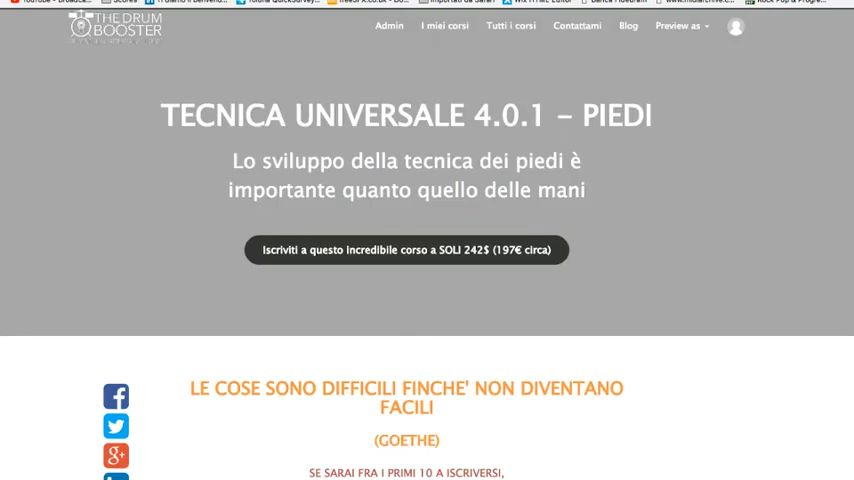 THE DRUM
BOOSTER
Admin I miei corsi Tutti i corsi Contattami Blog Preview as
TECNICA UNIVERSALE 4.0.1 – PIEDI
Lo sviluppo della tecnica dei piedi è
importante quanto quello delle mani
Iscriviti a questo incredibile corso a SOLI 242$ (197€ circa)
LE COSE SONO DIFFICILI FINCHE' NON DIVENTANO
FACILI
(GOETHE)
SE SARAI FRA I PRIMI 10 A ISCRIVERSI,